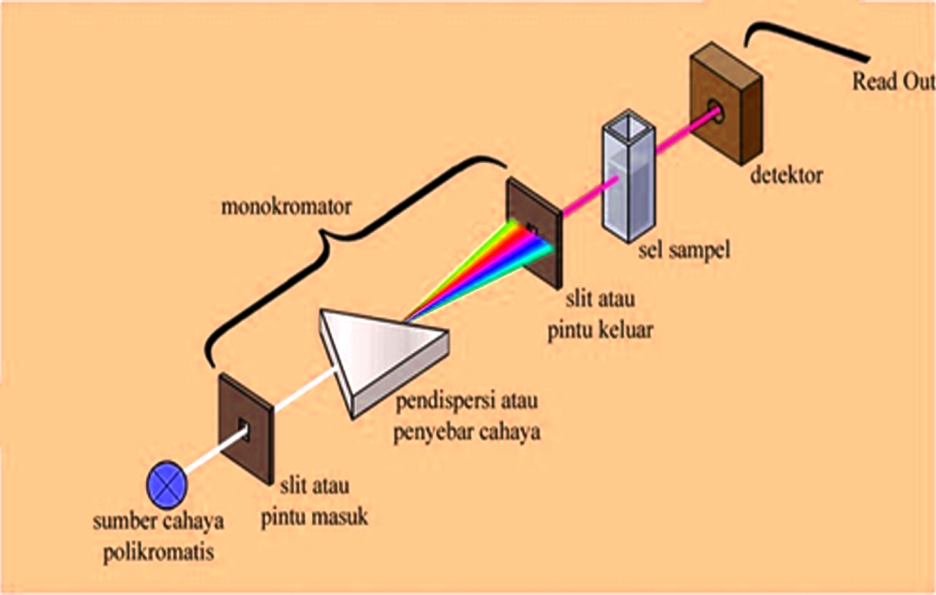 Read Out
detektor
monokromator
sel sampel
slit atau
pintu keluar
pendispersi atau
penyebar cahaya
slit atau
pintu masuk
sumber cahaya
polikromatis